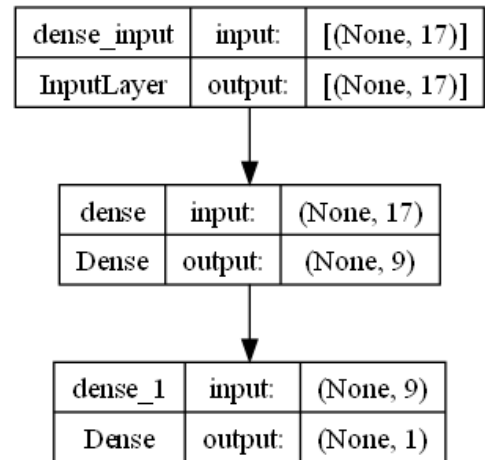 dense_input input: [(None, 17)]
InputLayer output: [(None, 17)]
dense input: (None, 17)
Dense output: (None, 9)
dense_1 input: (None, 9)
Dense output: (None, 1)